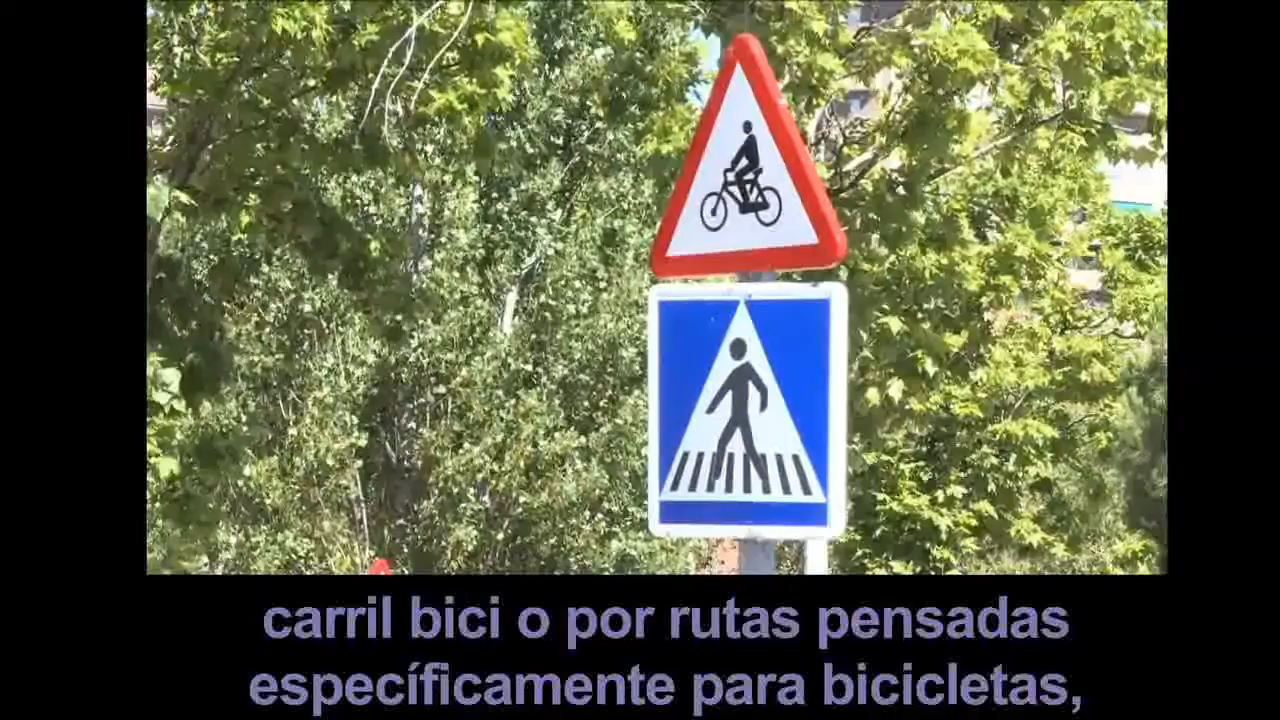 carril bici o por rutas pensadas
específicamente para bicicletas,